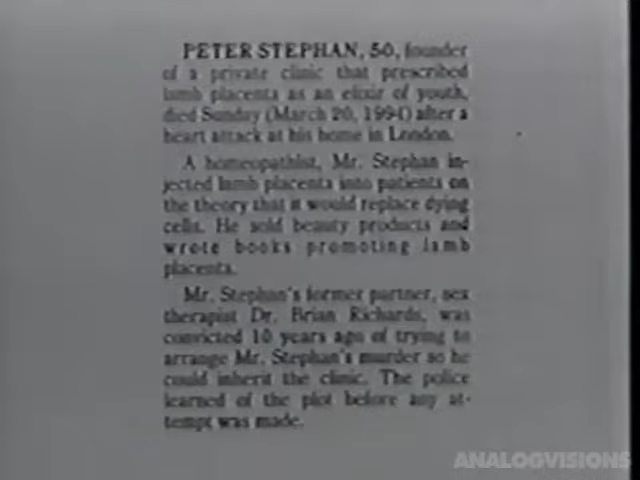 PETER STEPHAN, 50, founder
of a private clinic that prescribed
lamb placenta as an elixir of youth,
died Sunday (March 20, 1994) after a
heart attack at his home in London.
A homeopathist, Mr. Stephan in-
jected lamb placenta into patients on
the theory that it would replace dying
cells. He sold beauty products and
wrote books promoting lamb
placenta.
Mr. Stephan's former partner, sex
therapist Dr. Brian Richards, was
convicted 10 years ago of trying to
arrange Mr. Stephan's murder so he
could inherit the clinic. The police
learned of the plot before any at-
tempt was made.
ANALOGVISIONS